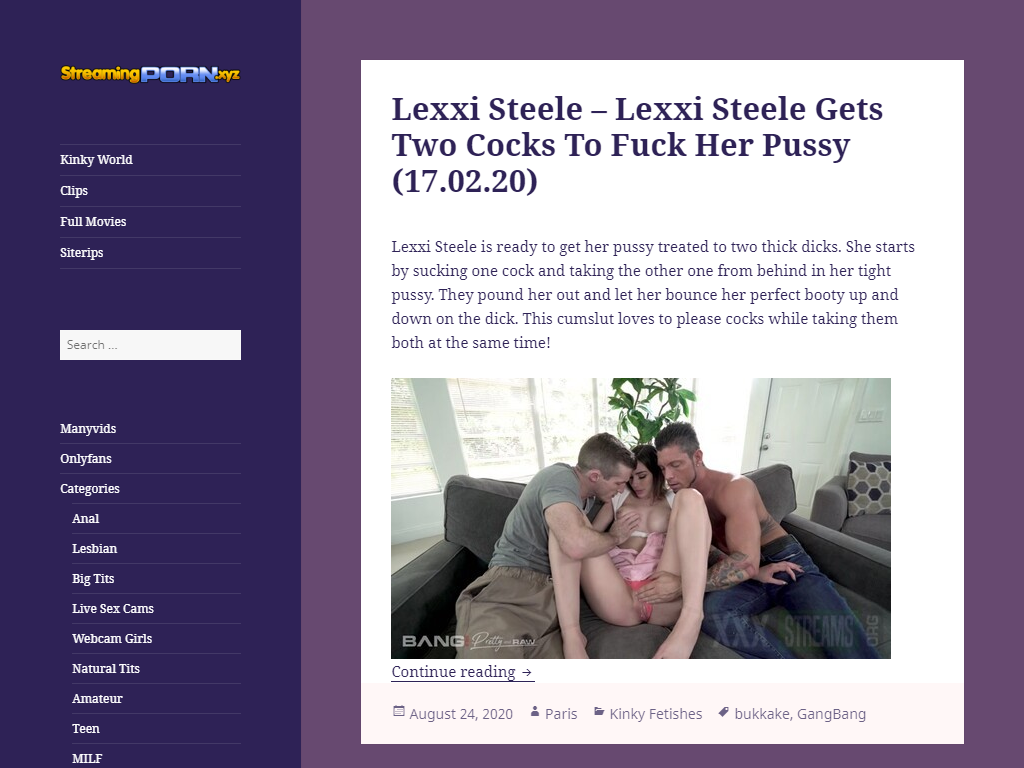 StreamingPORN.xyz
Kinky World
Clips
Full Movies
Siterips
Search ...
Manyvids
Onlyfans
Categories
Anal
Lesbian
Big Tits
Live Sex Cams
Webcam Girls
Natural Tits
Amateur
Teen
MILF
Lexxi Steele – Lexxi Steele Gets
Two Cocks To Fuck Her Pussy
(17.02.20)
Lexxi Steele is ready to get her pussy treated to two thick dicks. She starts
by sucking one cock and taking the other one from behind in her tight
pussy. They pound her out and let her bounce her perfect booty up and
down on the dick. This cumslut loves to please cocks while taking them
both at the same time!
BANG! Pretty and RAW
XXX STREAMS ORG
Continue reading →
August 24, 2020 Paris Kinky Fetishes bukkake, GangBang